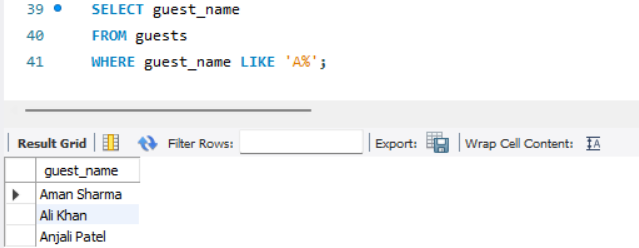 39 SELECT guest_name
40 FROM guests
41 WHERE guest_name LIKE 'A%';
Result Grid Filter Rows: Export: Wrap Cell Content: IA
guest_name
Aman Sharma
Ali Khan
Anjali Patel